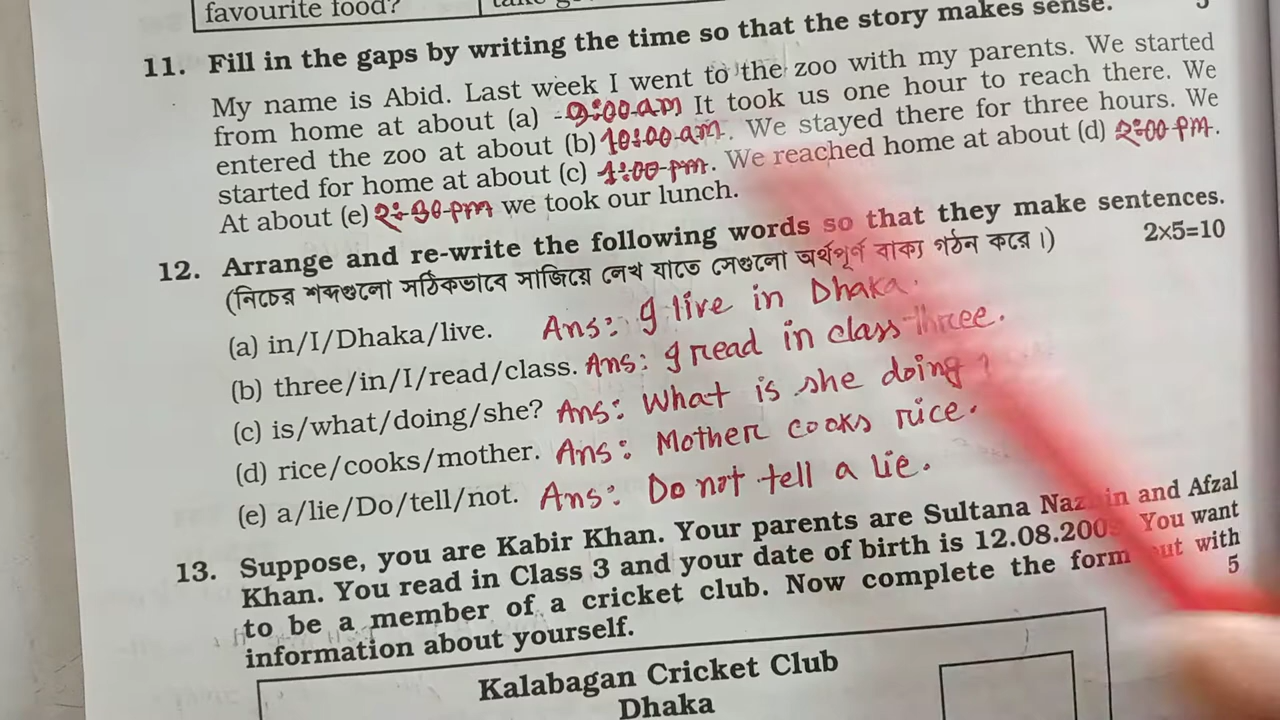 favourite food?
11. Fill in the gaps by writing the time so that the story makes sense.
My name is Abid. Last week I went to the zoo with my parents. We started
from home at about (a) 9:00 am It took us one hour to reach there. We
entered the zoo at about (b) 10:00 am. We stayed there for three hours. We
started for home at about (c) 1:00 pm. We reached home at about (d) 2:00 pm.
At about (e) 2:30 pm we took our lunch.
12. Arrange and re-write the following words so that they make sentences.
(নিচের শব্দগুলো সঠিকভাবে সাজিয়ে লেখ যাতে সেগুলো অর্থপূর্ণ বাক্য গঠন করে।) 2×5=10
(a) in/I/Dhaka/live. Ans: I live in Dhaka.
(b) three/in/I/read/class. Ans: I read in class three.
(c) is/what/doing/she? Ans: What is she doing ?
(d) rice/cooks/mother. Ans: Mother cooks rice.
(e) a/lie/Do/tell/not. Ans: Do not tell a lie.
13. Suppose, you are Kabir Khan. Your parents are Sultana and Afzal
Khan. You read in Class 3 and your date of birth is You want
to be a member of a cricket club. Now complete the form with
information about yourself. 5
Kalabagan Cricket Club
Dhaka